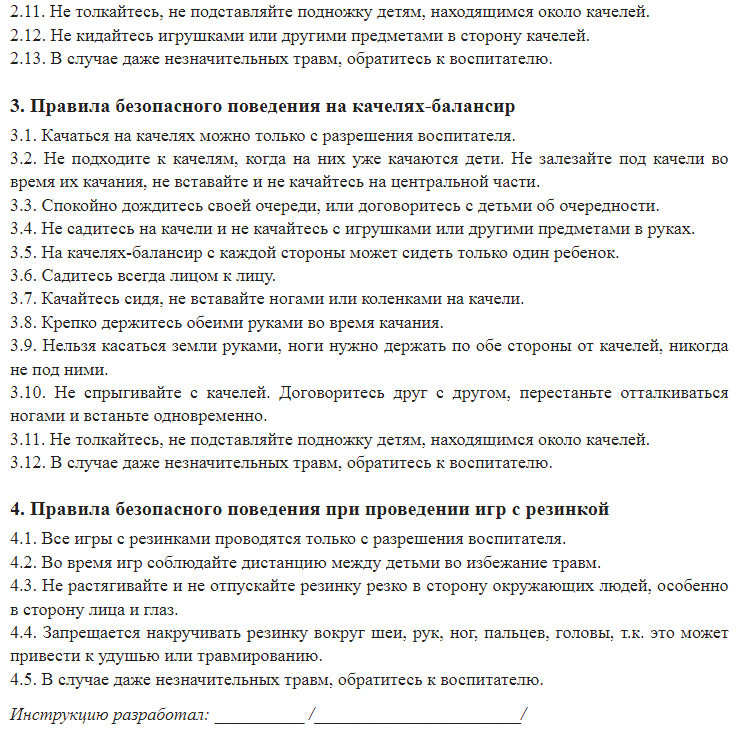 2.11. Не толкайтесь, не подставляйте подножку детям, находящимся около качелей.
2.12. Не кидайтесь игрушками или другими предметами в сторону качелей.
2.13. В случае даже незначительных травм, обратитесь к воспитателю.
3. Правила безопасного поведения на качелях-балансир
3.1. Качаться на качелях можно только с разрешения воспитателя.
3.2. Не подходите к качелям, когда на них уже качаются дети. Не залезайте под качели во
время их качания, не вставайте и не качайтесь на центральной части.
3.3. Спокойно дождитесь своей очереди, или договоритесь с детьми об очередности.
3.4. Не садитесь на качели и не качайтесь с игрушками или другими предметами в руках.
3.5. На качелях-балансир с каждой стороны может сидеть только один ребенок.
3.6. Садитесь всегда лицом к лицу.
3.7. Качайтесь сидя, не вставайте ногами или коленками на качели.
3.8. Крепко держитесь обеими руками во время качания.
3.9. Нельзя касаться земли руками, ноги нужно держать по обе стороны от качелей, никогда
не под ними.
3.10. Не спрыгивайте с качелей. Договоритесь друг с другом, перестаньте отталкиваться
ногами и встаньте одновременно.
3.11. Не толкайтесь, не подставляйте подножку детям, находящимся около качелей.
3.12. В случае даже незначительных травм, обратитесь к воспитателю.
4. Правила безопасного поведения при проведении игр с резинкой
4.1. Все игры с резинками проводятся только с разрешения воспитателя.
4.2. Во время игр соблюдайте дистанцию между детьми во избежание травм.
4.3. Не растягивайте и не отпускайте резинку резко в сторону окружающих людей, особенно
в сторону лица и глаз.
4.4. Запрещается накручивать резинку вокруг шеи, рук, ног, пальцев, головы, т.к. это может
привести к удушью или травмированию.
4.5. В случае даже незначительных травм, обратитесь к воспитателю.
Инструкцию разработал: __________ /_______________________/